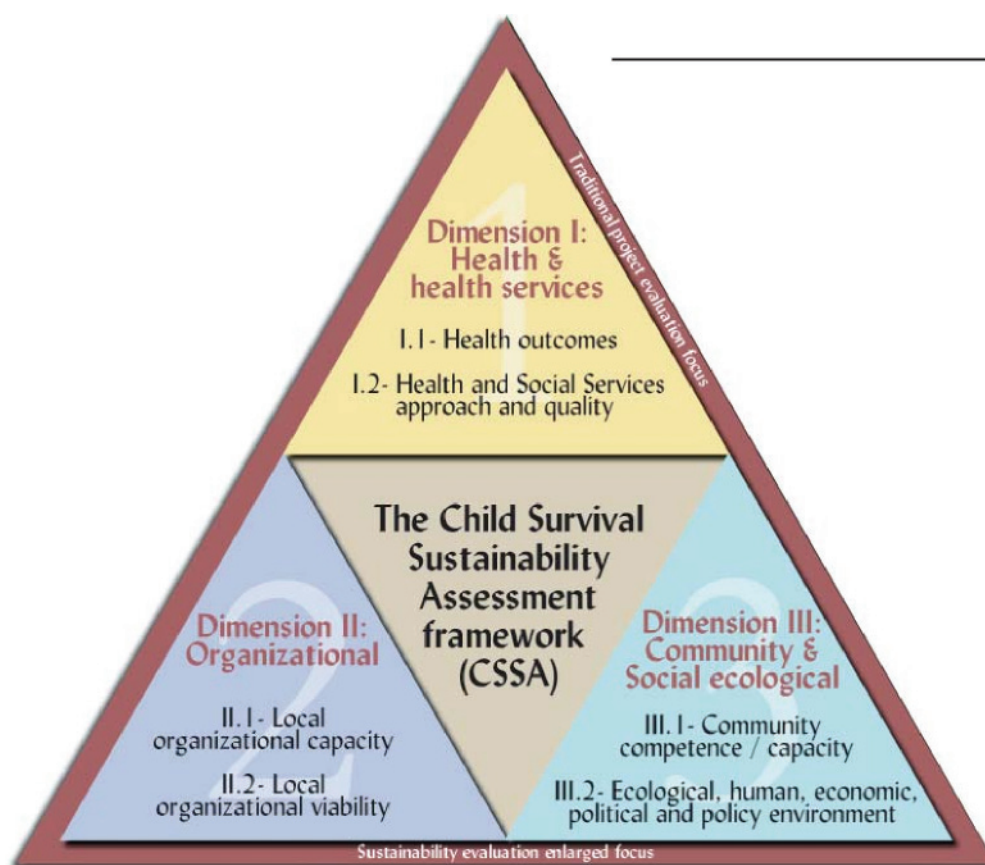 Traditional project evaluation focus
1
Dimension I:
Health &
health services
I.1- Health outcomes
I.2- Health and Social Services
approach and quality
The Child Survival
Sustainability
Assessment
framework
(CSSA)
2
Dimension II:
Organizational
II.1- Local
organizational capacity
II.2- Local
organizational viability
3
Dimension III:
Community &
Social ecological
III.1- Community
competence / capacity
III.2- Ecological, human, economic,
political and policy environment
Sustainability evaluation enlarged focus